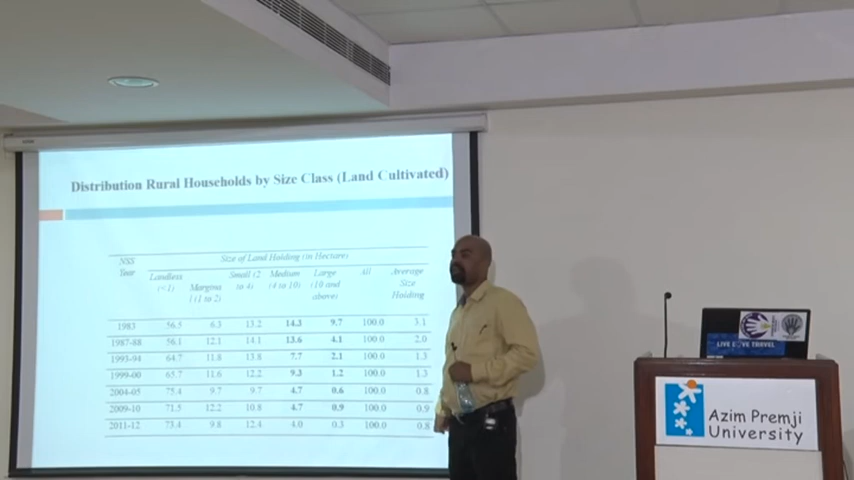 Distribution Rural Households by Size Class (Land Cultivated)
NSS Year Size of Land Holding (in Hectare)
Landless (<1) Marginal (1 to 2) Small (2 to 4) Medium (4 to 10) Large (10 and above) All Average Size Holding
1983 56.5 6.3 13.2 14.3 9.7 100.0 3.1
1987-88 56.1 12.1 14.1 13.6 4.1 100.0 2.0
1993-94 64.7 11.8 13.8 7.7 2.1 100.0 1.3
1999-00 65.7 11.6 12.2 9.3 1.2 100.0 1.3
2004-05 75.4 9.7 9.7 4.7 0.6 100.0 0.8
2009-10 71.5 12.2 10.8 4.7 0.9 100.0 0.9
2011-12 73.4 9.8 12.4 4.0 0.3 100.0 0.8
LIVE LOVE TRAVEL
Azim Premji
University